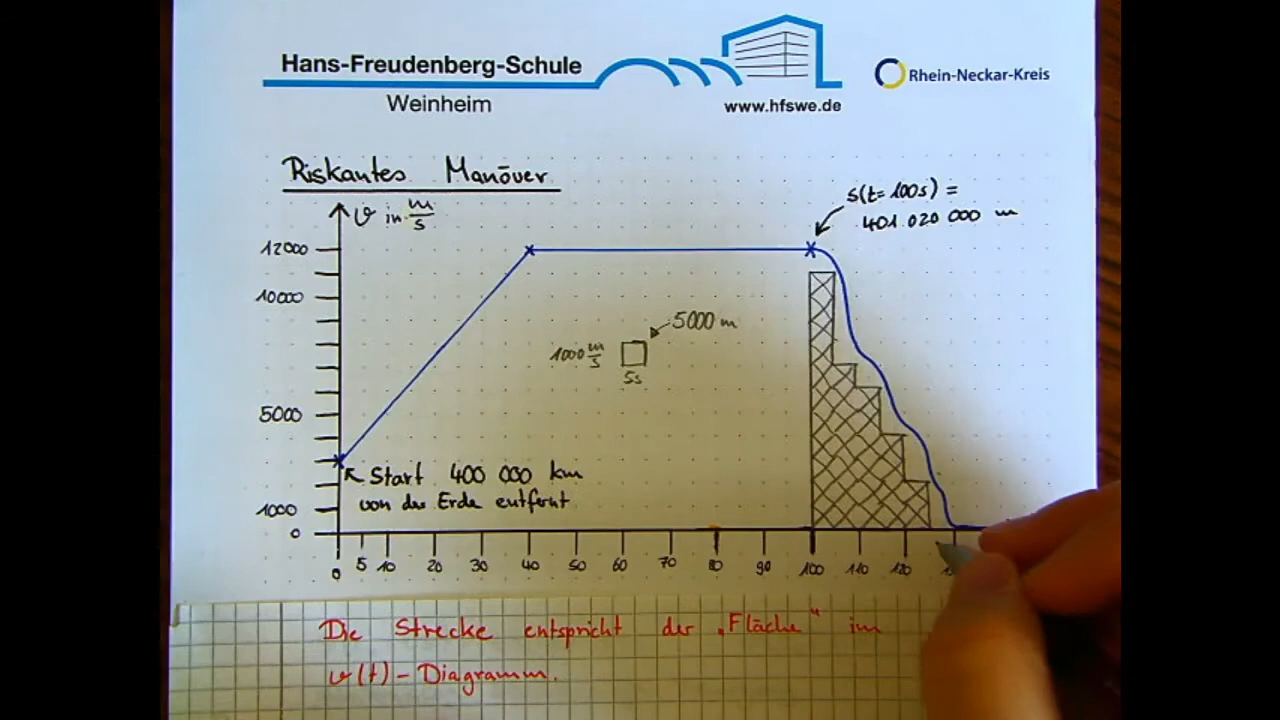 Hans-Freudenberg-Schule
Weinheim
www.hfswe.de
Rhein-Neckar-Kreis
Riskantes Manöver
v in m/s
s(t=100s) =
401.020 000 m
12000
10000
5000
1000
0
5000 m
1000 m/s
5s
Start 400 000 km
von der Erde entfernt
0 5 10 20 30 40 50 60 70 80 90 100 110 120
Die Strecke entspricht der „Fläche“ im
v(t)-Diagramm.